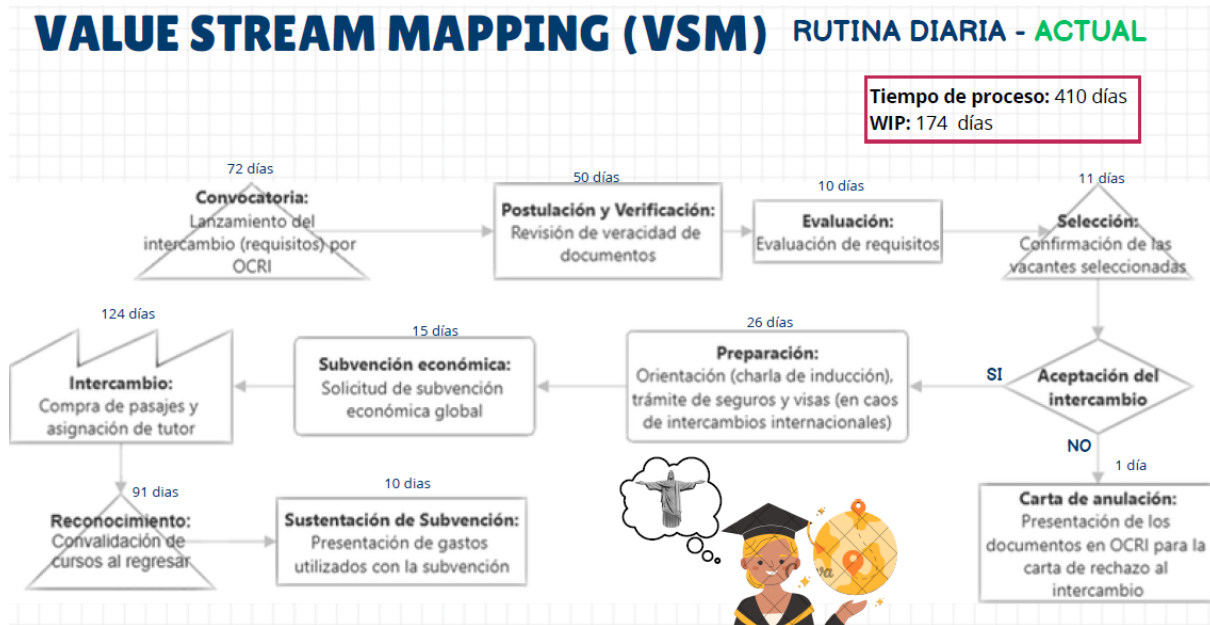 VALUE STREAM MAPPING (VSM) RUTINA DIARIA - ACTUAL
Tiempo de proceso: 410 días
WIP: 174 días
72 días
Convocatoria:
Lanzamiento del
intercambio (requisitos) por
OCRI
50 días
Postulación y Verificación:
Revisión de veracidad de
documentos
10 días
Evaluación:
Evaluación de requisitos
11 días
Selección:
Confirmación de las
vacantes seleccionadas
124 días
Intercambio:
Compra de pasajes y
asignación de tutor
15 días
Subvención económica:
Solicitud de subvención
económica global
26 días
Preparación:
Orientación (charla de inducción),
trámite de seguros y visas (en caos
de intercambios internacionales)
SI
Aceptación del
intercambio
NO
91 dias
Reconocimiento:
Convalidación de
cursos al regresar
10 dias
Sustentación de Subvención:
Presentación de gastos
utilizados con la subvención
1 día
Carta de anulación:
Presentación de los
documentos en OCRI para la
carta de rechazo al
intercambio